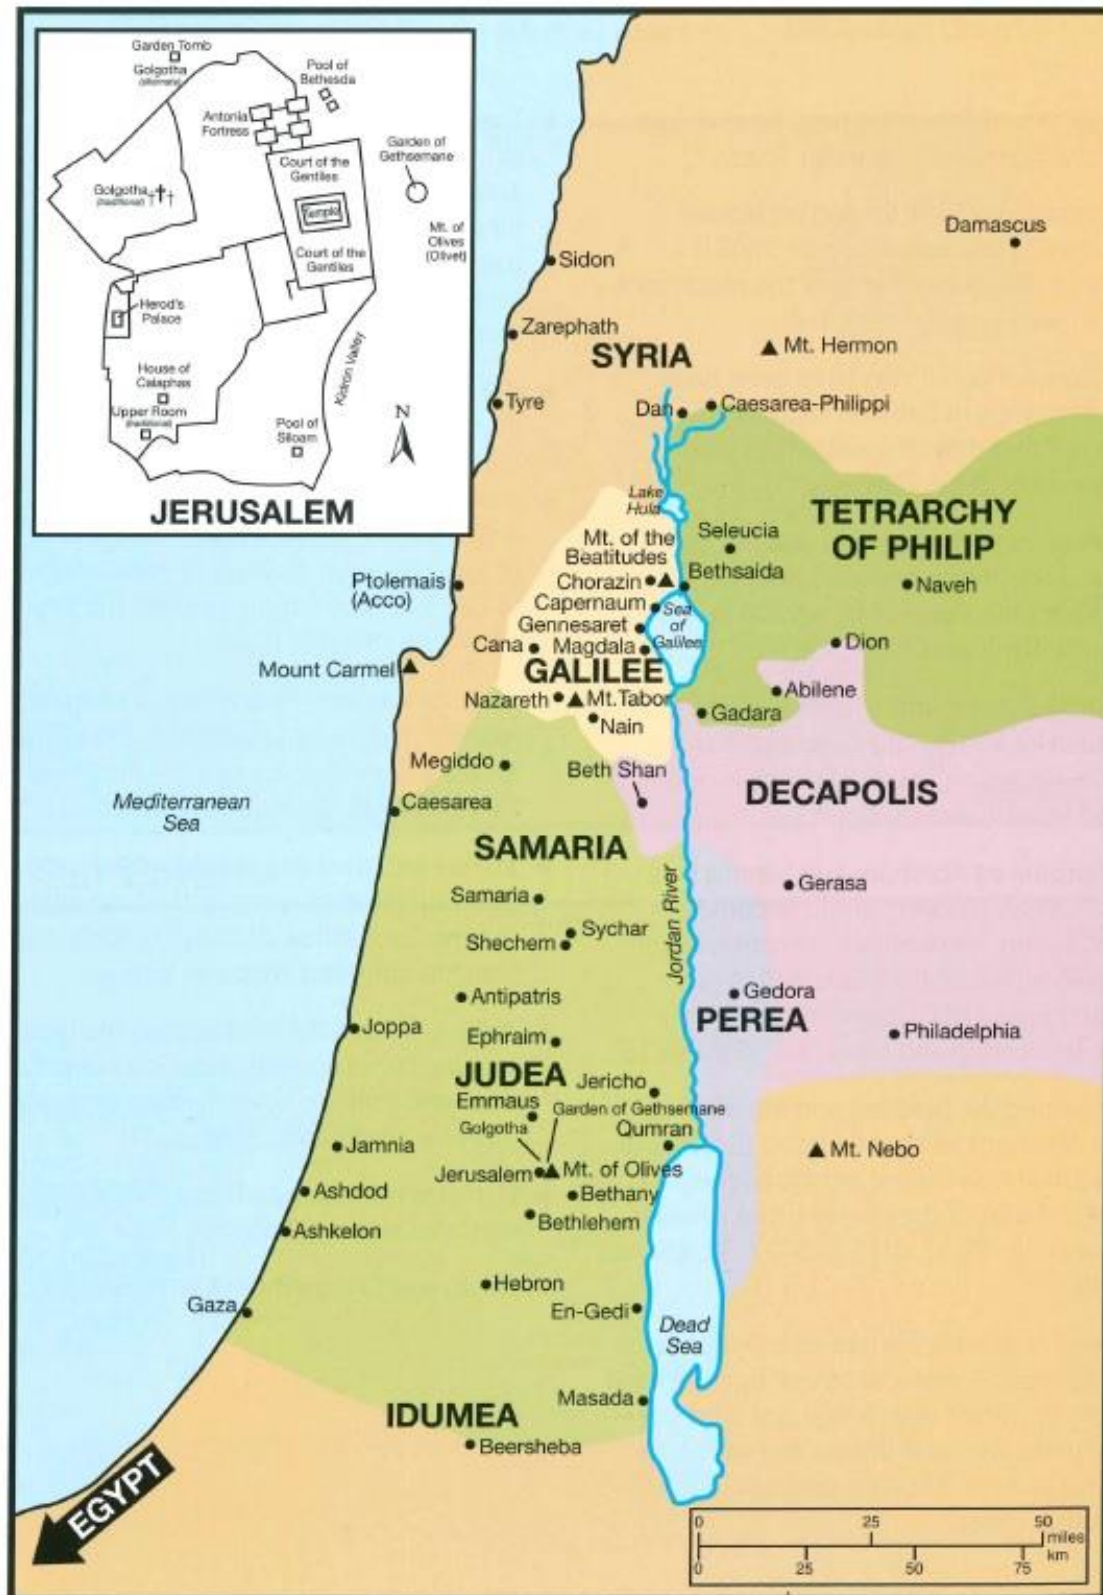 Garden Tomb
Golgotha
(alternate)
Pool of
Bethesda
Antonia
Fortress
Garden of
Gethsemane
Court of the
Gentiles
Golgotha
(traditional)
Temple
Mt. of
Olives
(Olivet)
Court of the
Gentiles
Herod's
Palace
Kidron Valley
House of
Caiaphas
Upper Room
(traditional)
Pool of
Siloam
N
JERUSALEM
Damascus
Sidon
Zarephath
SYRIA
Mt. Hermon
Tyre
Dan
Caesarea-Philippi
Lake
Hula
TETRARCHY
OF PHILIP
Mt. of the
Beatitudes
Seleucia
Ptolemais
(Acco)
Chorazin
Bethsaida
Naveh
Capernaum
Sea
of
Galilee
Gennesaret
Cana
Magdala
Dion
Mount Carmel
GALILEE
Nazareth
Mt.Tabor
Abilene
Nain
Gadara
Megiddo
Beth Shan
Mediterranean
Sea
Caesarea
DECAPOLIS
SAMARIA
Samaria
Gerasa
Jordan River
Sychar
Shechem
Antipatris
Gedora
Joppa
Ephraim
PEREA
Philadelphia
JUDEA
Jericho
Emmaus
Garden of Gethsemane
Golgotha
Qumran
Jamnia
Mt. Nebo
Jerusalem
Mt. of Olives
Ashdod
Bethany
Bethlehem
Ashkelon
Hebron
Gaza
En-Gedi
Dead
Sea
Masada
IDUMEA
Beersheba
EGYPT
0 25 50
miles
km
0 25 50 75